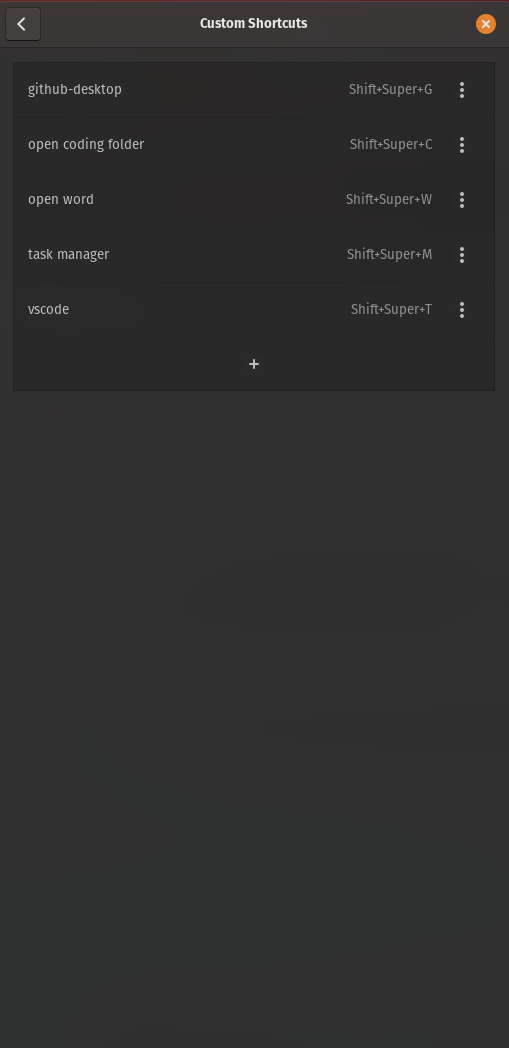 Custom Shortcuts
github-desktop Shift+Super+G
open coding folder Shift+Super+C
open word Shift+Super+W
task manager Shift+Super+M
vscode Shift+Super+T
+